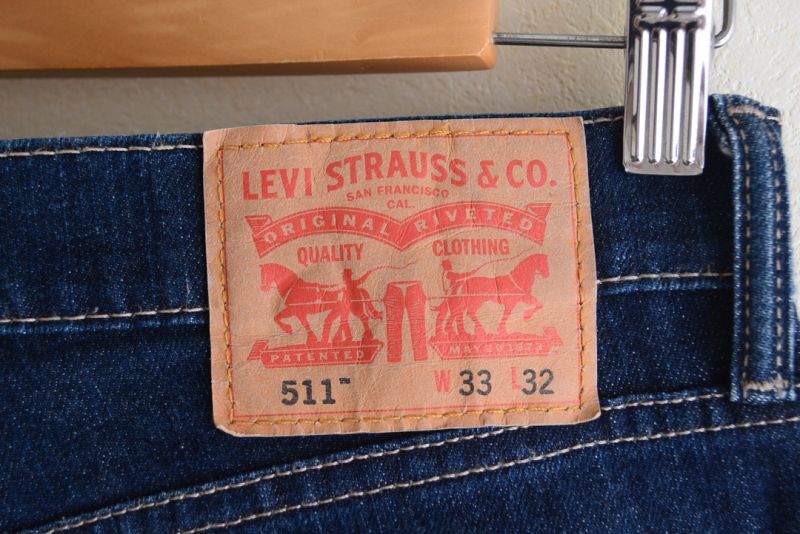 LEVI STRAUSS & CO.
SAN FRANCISCO
CAL.
ORIGINAL RIVETED
QUALITY CLOTHING
PATENTED
511™ W 33 L 32